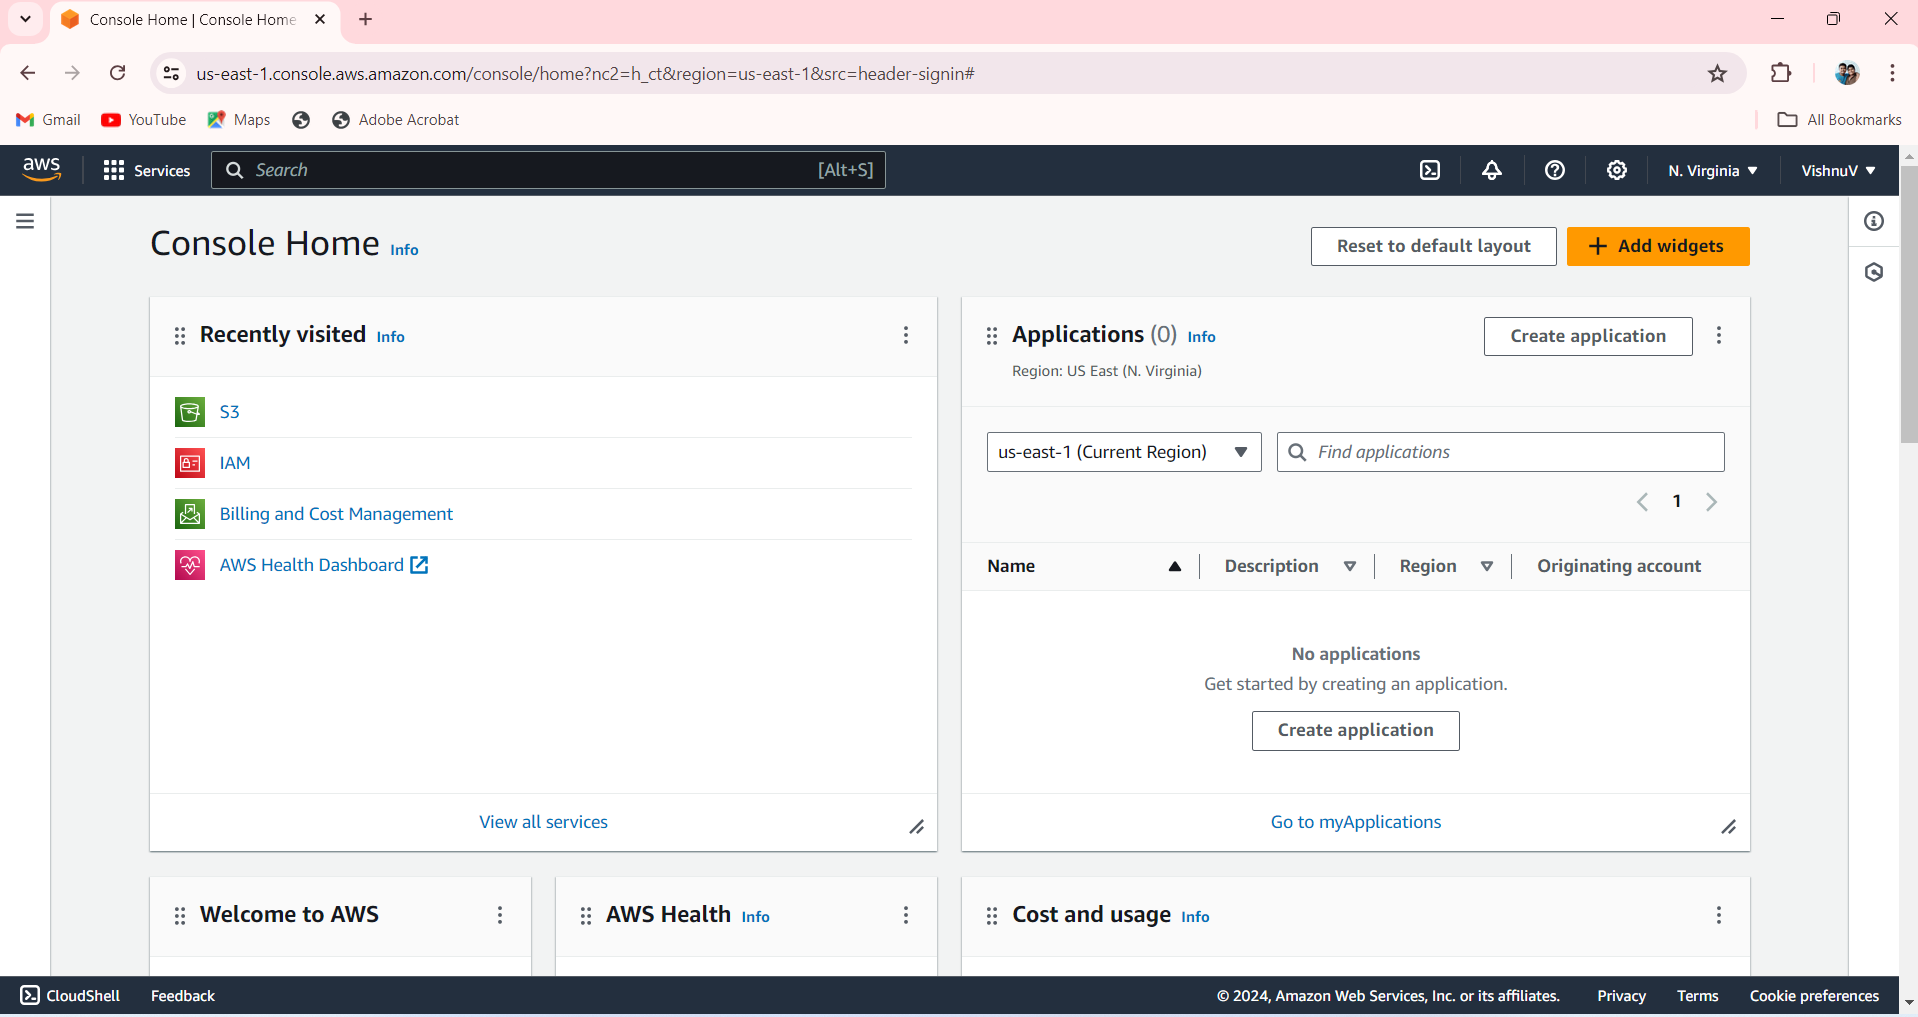 Console Home | Console Home
us-east-1.console.aws.amazon.com/console/home?nc2=h_ct&region=us-east-1&src=header-signin#
Gmail YouTube Maps Adobe Acrobat All Bookmarks
aws Services Search [Alt+S] N. Virginia VishnuV
Console Home Info Reset to default layout Add widgets
Recently visited Info
S3
IAM
Billing and Cost Management
AWS Health Dashboard
View all services
Applications (0) Info Create application
Region: US East (N. Virginia)
us-east-1 (Current Region) Find applications
1
Name Description Region Originating account
No applications
Get started by creating an application.
Create application
Go to myApplications
Welcome to AWS
AWS Health Info
Cost and usage Info
CloudShell Feedback © 2024, Amazon Web Services, Inc. or its affiliates. Privacy Terms Cookie preferences